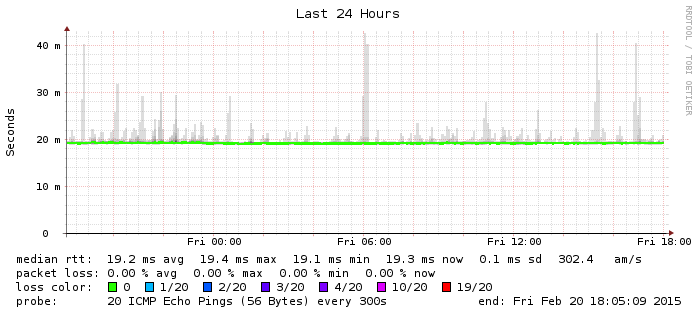 Last 24 Hours
RRDTOOL / TOBI OETIKER
Seconds
40 m
30 m
20 m
10 m
0
Fri 00:00 Fri 06:00 Fri 12:00 Fri 18:00
median rtt: 19.2 ms avg 19.4 ms max 19.1 ms min 19.3 ms now 0.1 ms sd 302.4 am/s
packet loss: 0.00 % avg 0.00 % max 0.00 % min 0.00 % now
loss color: 0 1/20 2/20 3/20 4/20 10/20 19/20
probe: 20 ICMP Echo Pings (56 Bytes) every 300s end: Fri Feb 20 18:05:09 2015